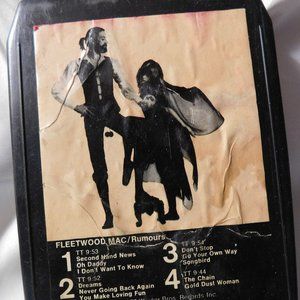 FLEETWOOD MAC/Rumours
1 TT 9:53
Second Hand News
Oh Daddy
I Don't Want To Know
2 TT 9:52
Dreams
Never Going Back Again
You Make Loving Fun
3 TT 9:54
Don't Stop
Go Your Own Way
Songbird
4 TT 9:44
The Chain
Gold Dust Woman
Bros. Records Inc.